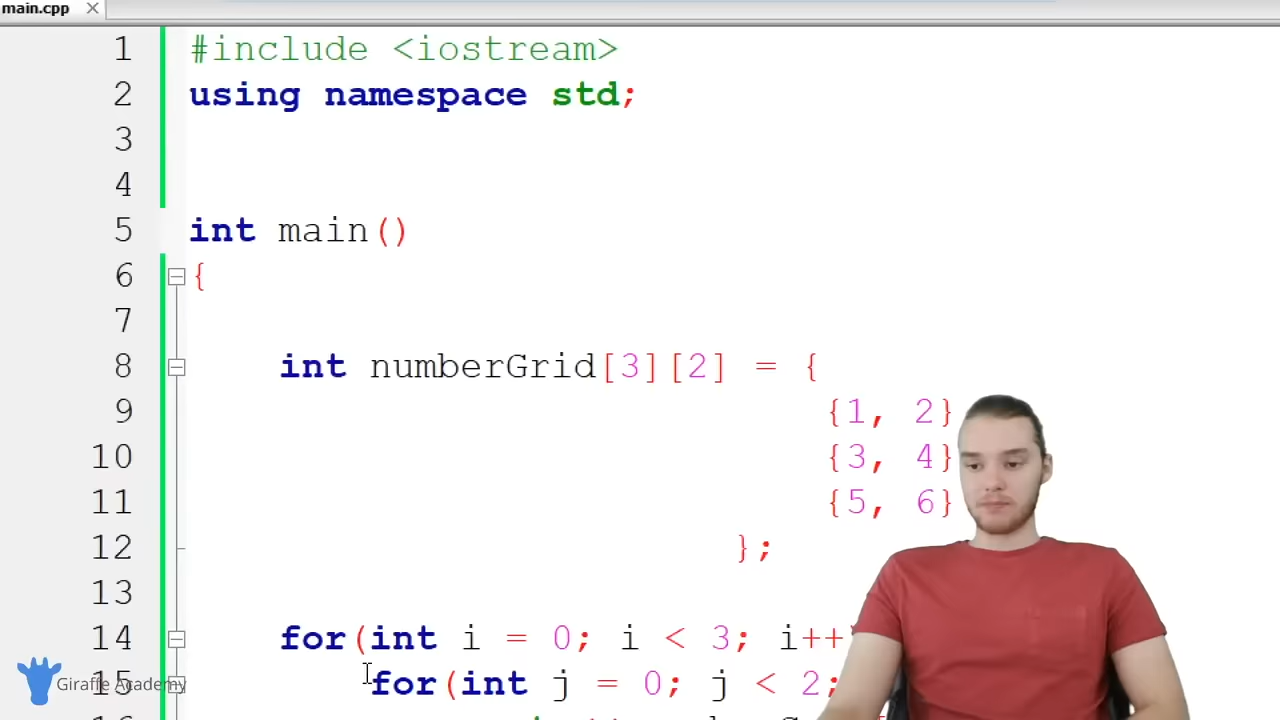 main.cpp
1 #include <iostream>
2 using namespace std;
3
4
5 int main()
6 {
7
8 int numberGrid[3][2] = {
9 {1, 2}
10 {3, 4}
11 {5, 6}
12 };
13
14 for(int i = 0; i < 3; i++
15 for(int j = 0; j < 2;
Giraffe Academy